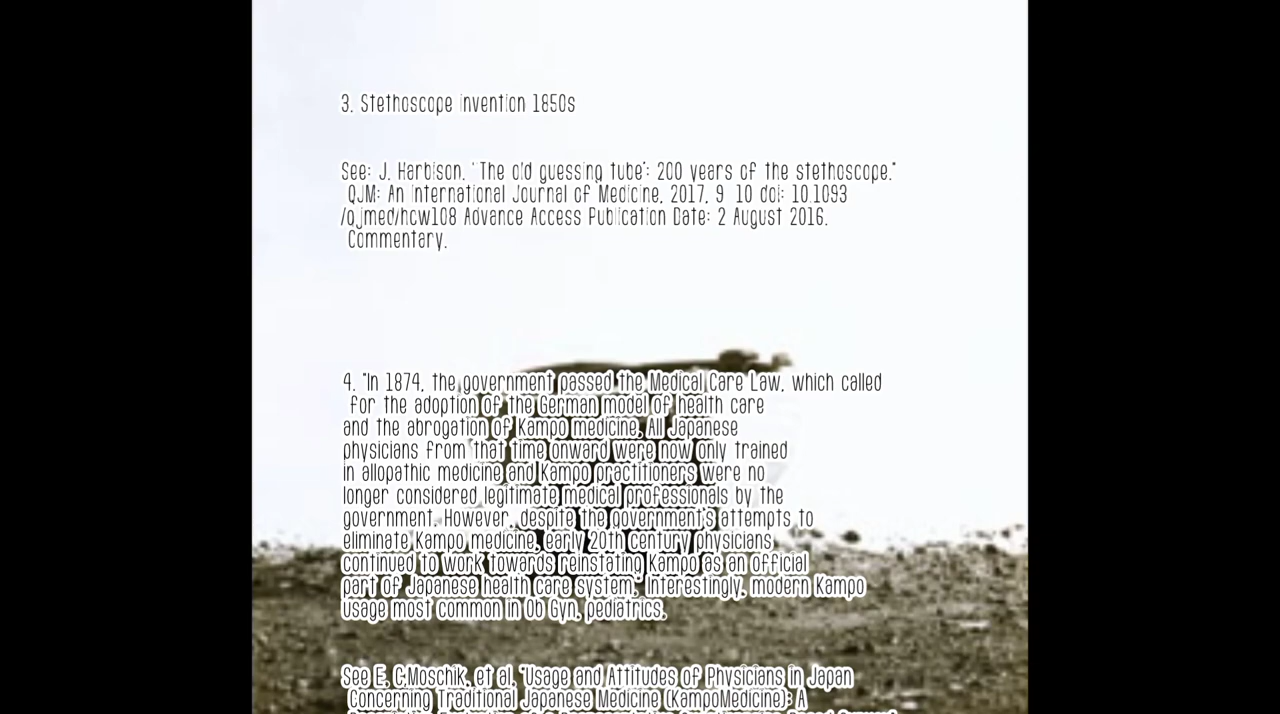 3. Stethoscope invention 1850s
See: J. Harbison. 'The old guessing tube': 200 years of the stethoscope."
QJM: An International Journal of Medicine, 2017, 9 10 doi: 10.1093
/qjmed/hcw108 Advance Access Publication Date: 2 August 2016.
Commentary.
4. "In 1874, the government passed the Medical Care Law, which called
for the adoption of the German model of health care
and the abrogation of Kampo medicine. All Japanese
physicians from that time onward were now only trained
in allopathic medicine and Kampo practitioners were no
longer considered legitimate medical professionals by the
government. However, despite the government's attempts to
eliminate Kampo medicine, early 20th century physicians
continued to work towards reinstating Kampo as an official
part of Japanese health care system." Interestingly, modern Kampo
usage most common in Ob Gyn, pediatrics.
See E. C.Moschik, et al. "Usage and Attitudes of Physicians in Japan
Concerning Traditional Japanese Medicine (KampoMedicine): A